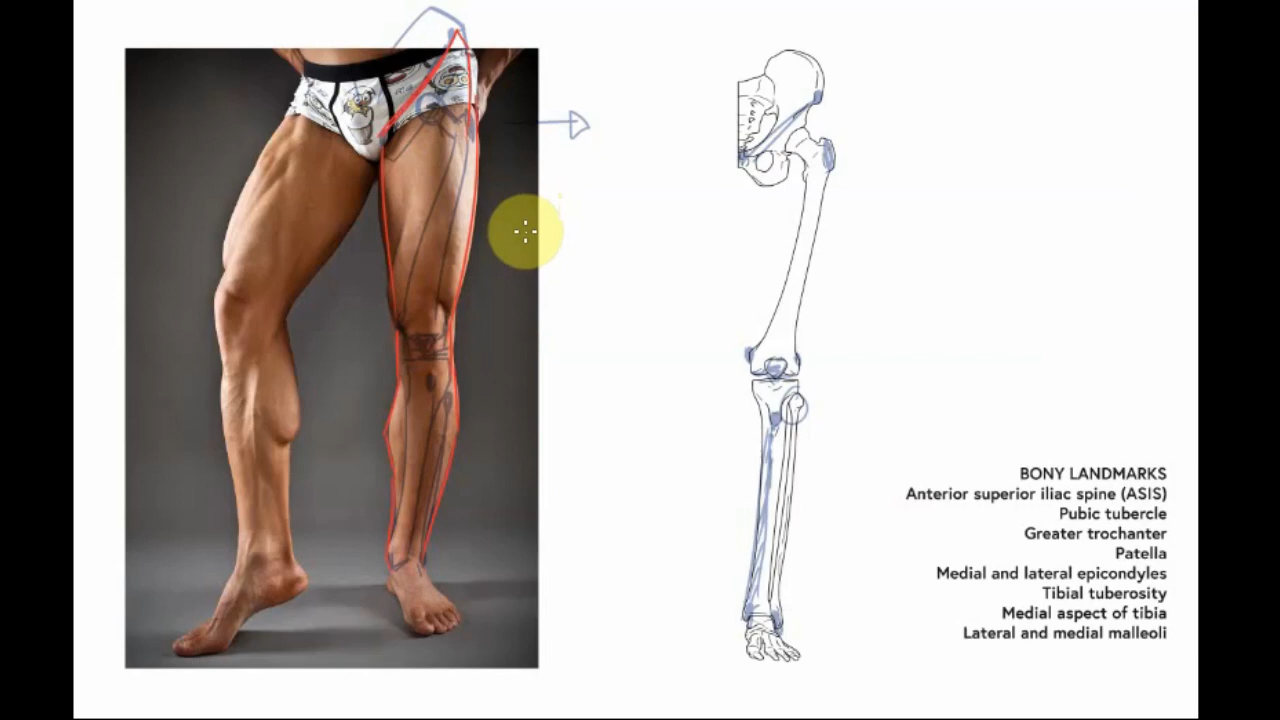 BONY LANDMARKS
Anterior superior iliac spine (ASIS)
Pubic tubercle
Greater trochanter
Patella
Medial and lateral epicondyles
Tibial tuberosity
Medial aspect of tibia
Lateral and medial malleoli